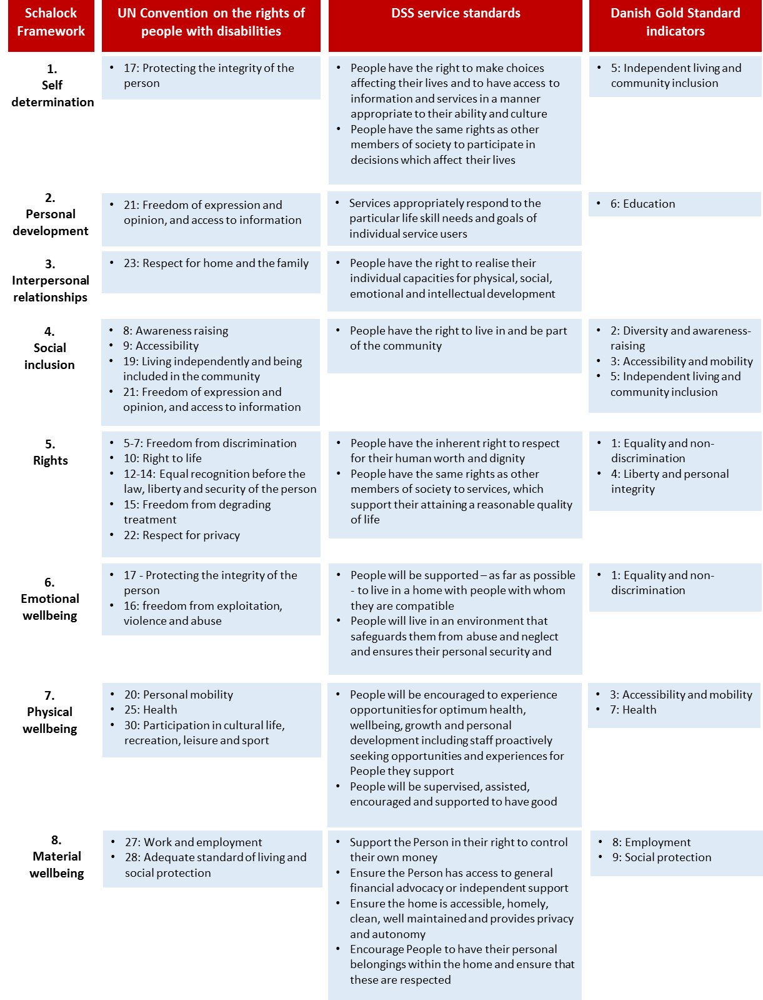 Schalock
Framework
UN Convention on the rights of
people with disabilities
DSS service standards
Danish Gold Standard
indicators
1.
Self
determination
• 17: Protecting the integrity of the
person
• People have the right to make choices
affecting their lives and to have access to
information and services in a manner
appropriate to their ability and culture
• People have the same rights as other
members of society to participate in
decisions which affect their lives
• 5: Independent living and
community inclusion
2.
Personal
development
• 21: Freedom of expression and
opinion, and access to information
• Services appropriately respond to the
particular life skill needs and goals of
individual service users
• 6: Education
3.
Interpersonal
relationships
• 23: Respect for home and the family
• People have the right to realise their
individual capacities for physical, social,
emotional and intellectual development
4.
Social
inclusion
• 8: Awareness raising
• 9: Accessibility
• 19: Living independently and being
included in the community
• 21: Freedom of expression and
opinion, and access to information
• People have the right to live in and be part
of the community
• 2: Diversity and awareness-
raising
• 3: Accessibility and mobility
• 5: Independent living and
community inclusion
5.
Rights
• 5-7: Freedom from discrimination
• 10: Right to life
• 12-14: Equal recognition before the
law, liberty and security of the person
• 15: Freedom from degrading
treatment
• 22: Respect for privacy
• People have the inherent right to respect
for their human worth and dignity
• People have the same rights as other
members of society to services, which
support their attaining a reasonable quality
of life
• 1: Equality and non-
discrimination
• 4: Liberty and personal
integrity
6.
Emotional
wellbeing
• 17 - Protecting the integrity of the
person
• 16: freedom from exploitation,
violence and abuse
• People will be supported – as far as possible
- to live in a home with people with whom
they are compatible
• People will live in an environment that
safeguards them from abuse and neglect
and ensures their personal security and
• 1: Equality and non-
discrimination
7.
Physical
wellbeing
• 20: Personal mobility
• 25: Health
• 30: Participation in cultural life,
recreation, leisure and sport
• People will be encouraged to experience
opportunities for optimum health,
wellbeing, growth and personal
development including staff proactively
seeking opportunities and experiences for
People they support
• People will be supervised, assisted,
encouraged and supported to have good
• 3: Accessibility and mobility
• 7: Health
8.
Material
wellbeing
• 27: Work and employment
• 28: Adequate standard of living and
social protection
• Support the Person in their right to control
their own money
• Ensure the Person has access to general
financial advocacy or independent support
• Ensure the home is accessible, homely,
clean, well maintained and provides privacy
and autonomy
• Encourage People to have their personal
belongings within the home and ensure that
these are respected
• 8: Employment
• 9: Social protection